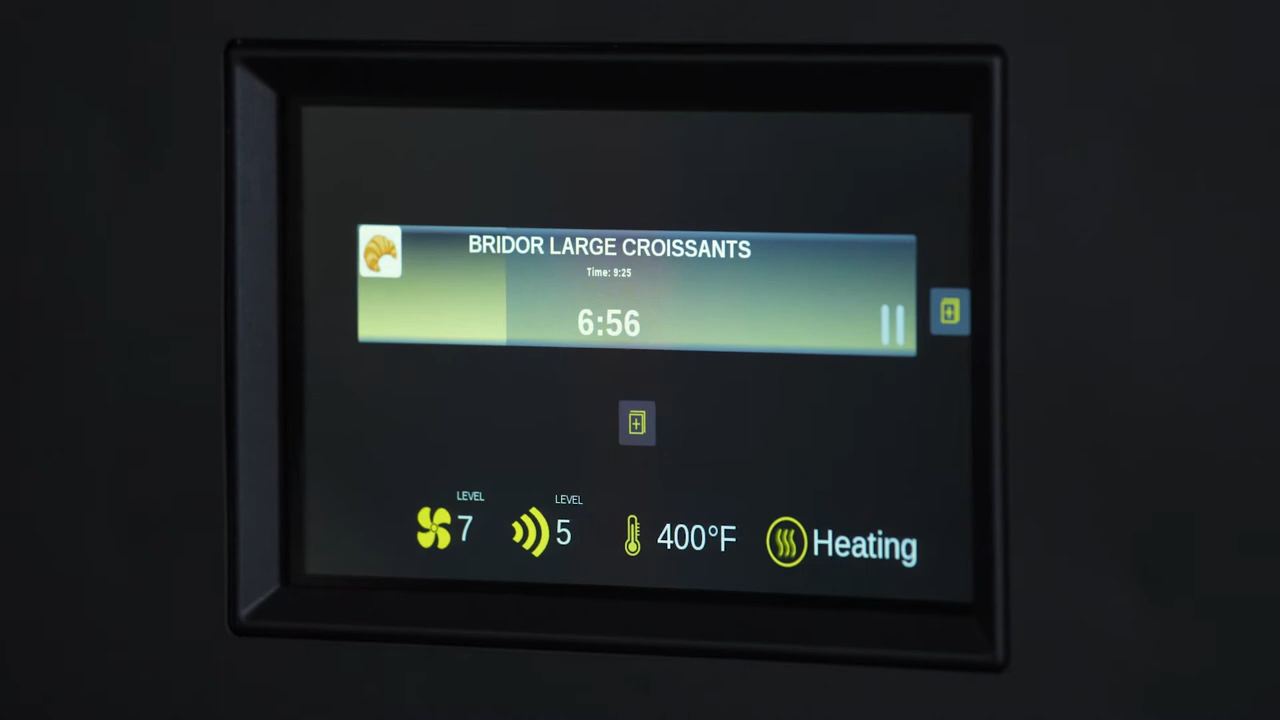 BRIDOR LARGE CROISSANTS
Time: 9:25
6:56
LEVEL
7
LEVEL
5
400°F
Heating